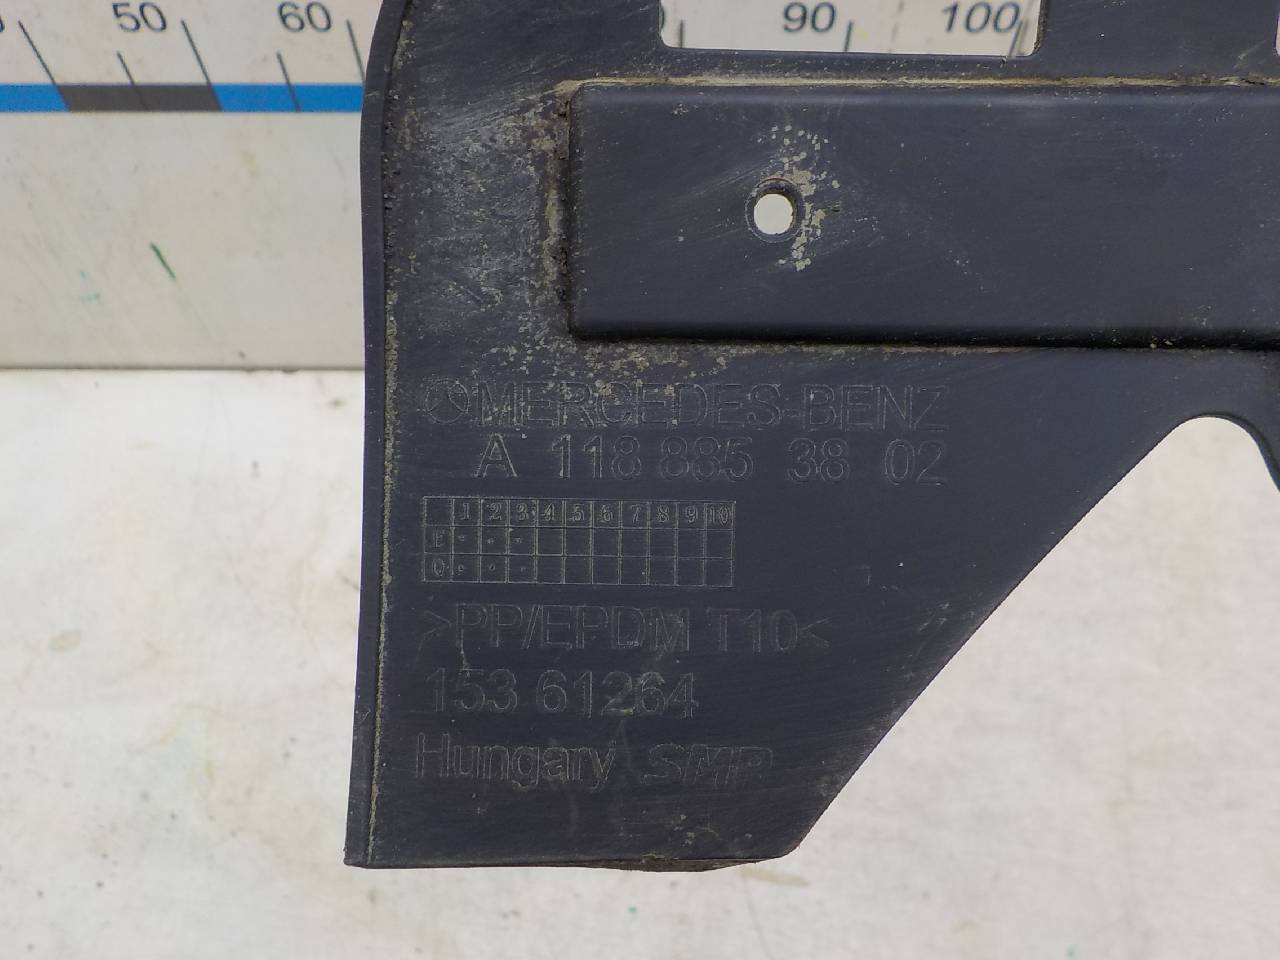 50 60 90 100
MERCEDES-BENZ
A 118 885 38 02
1 2 3 4 5 6 7 8 9 10
E
Q
>PP/EPDM T10<
153 61264
Hungary SMP